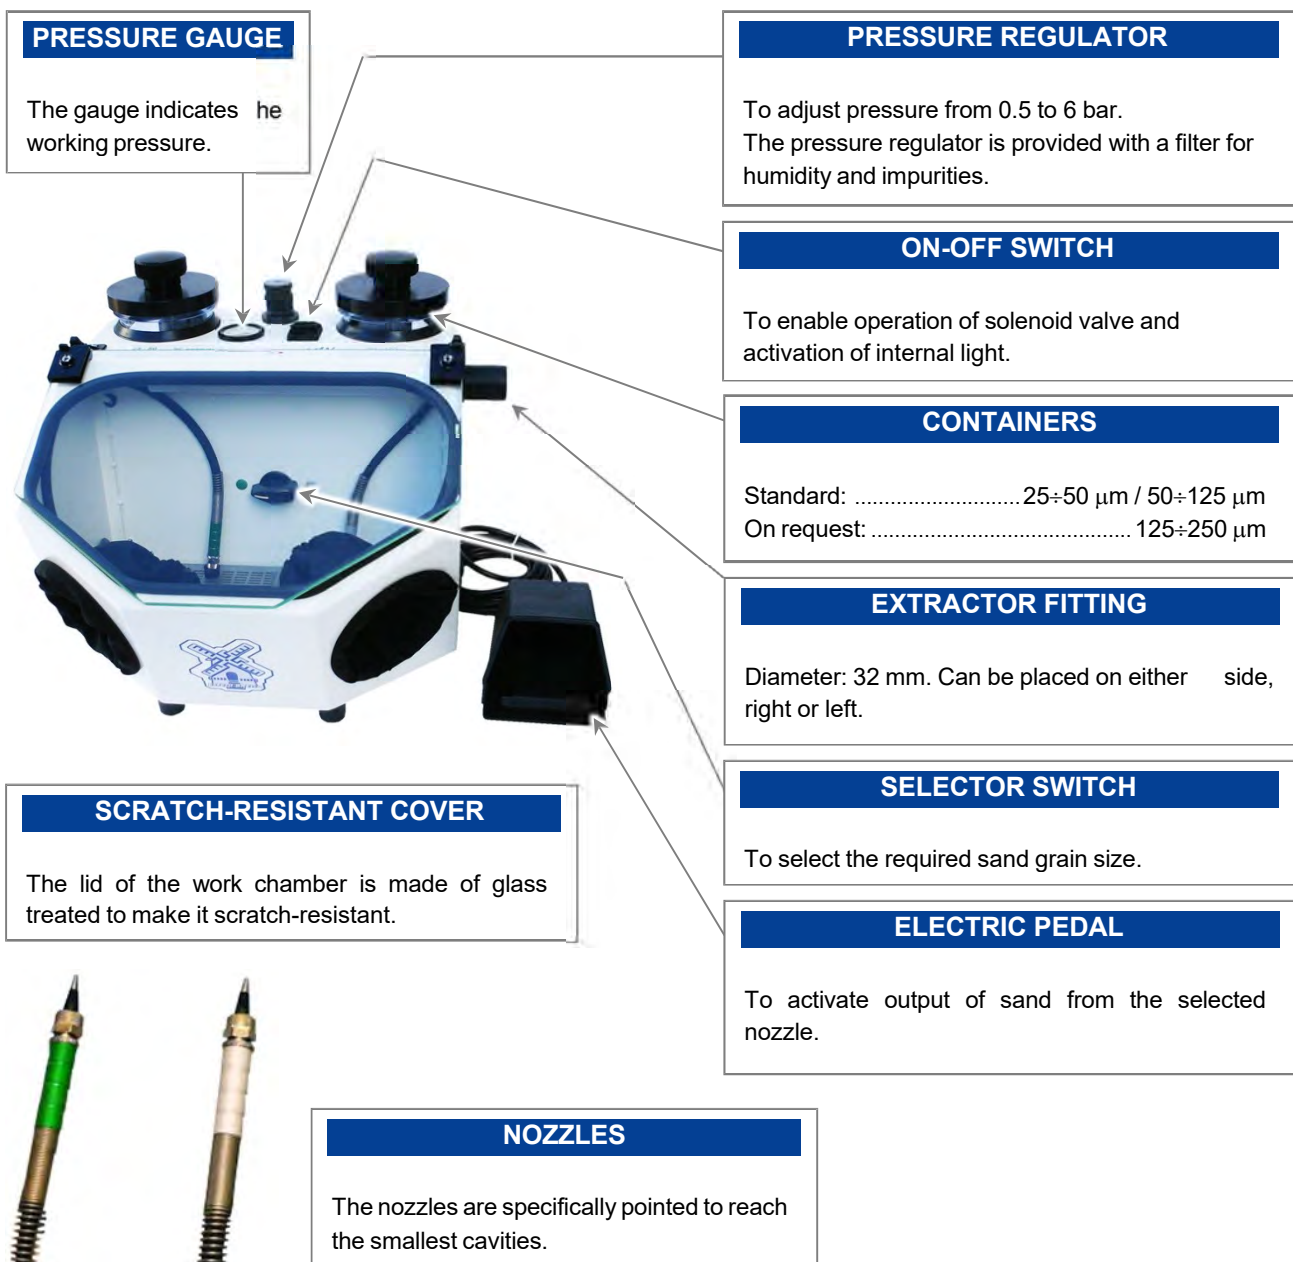 PRESSURE GAUGE
The gauge indicates he
working pressure.
PRESSURE REGULATOR
To adjust pressure from 0.5 to 6 bar.
The pressure regulator is provided with a filter for
humidity and impurities.
ON-OFF SWITCH
To enable operation of solenoid valve and
activation of internal light.
CONTAINERS
Standard: ............................25÷50 μm / 50÷125 μm
On request: ............................................ 125÷250 μm
EXTRACTOR FITTING
Diameter: 32 mm. Can be placed on either side,
right or left.
SELECTOR SWITCH
To select the required sand grain size.
SCRATCH-RESISTANT COVER
The lid of the work chamber is made of glass
treated to make it scratch-resistant.
ELECTRIC PEDAL
To activate output of sand from the selected
nozzle.
NOZZLES
The nozzles are specifically pointed to reach
the smallest cavities.